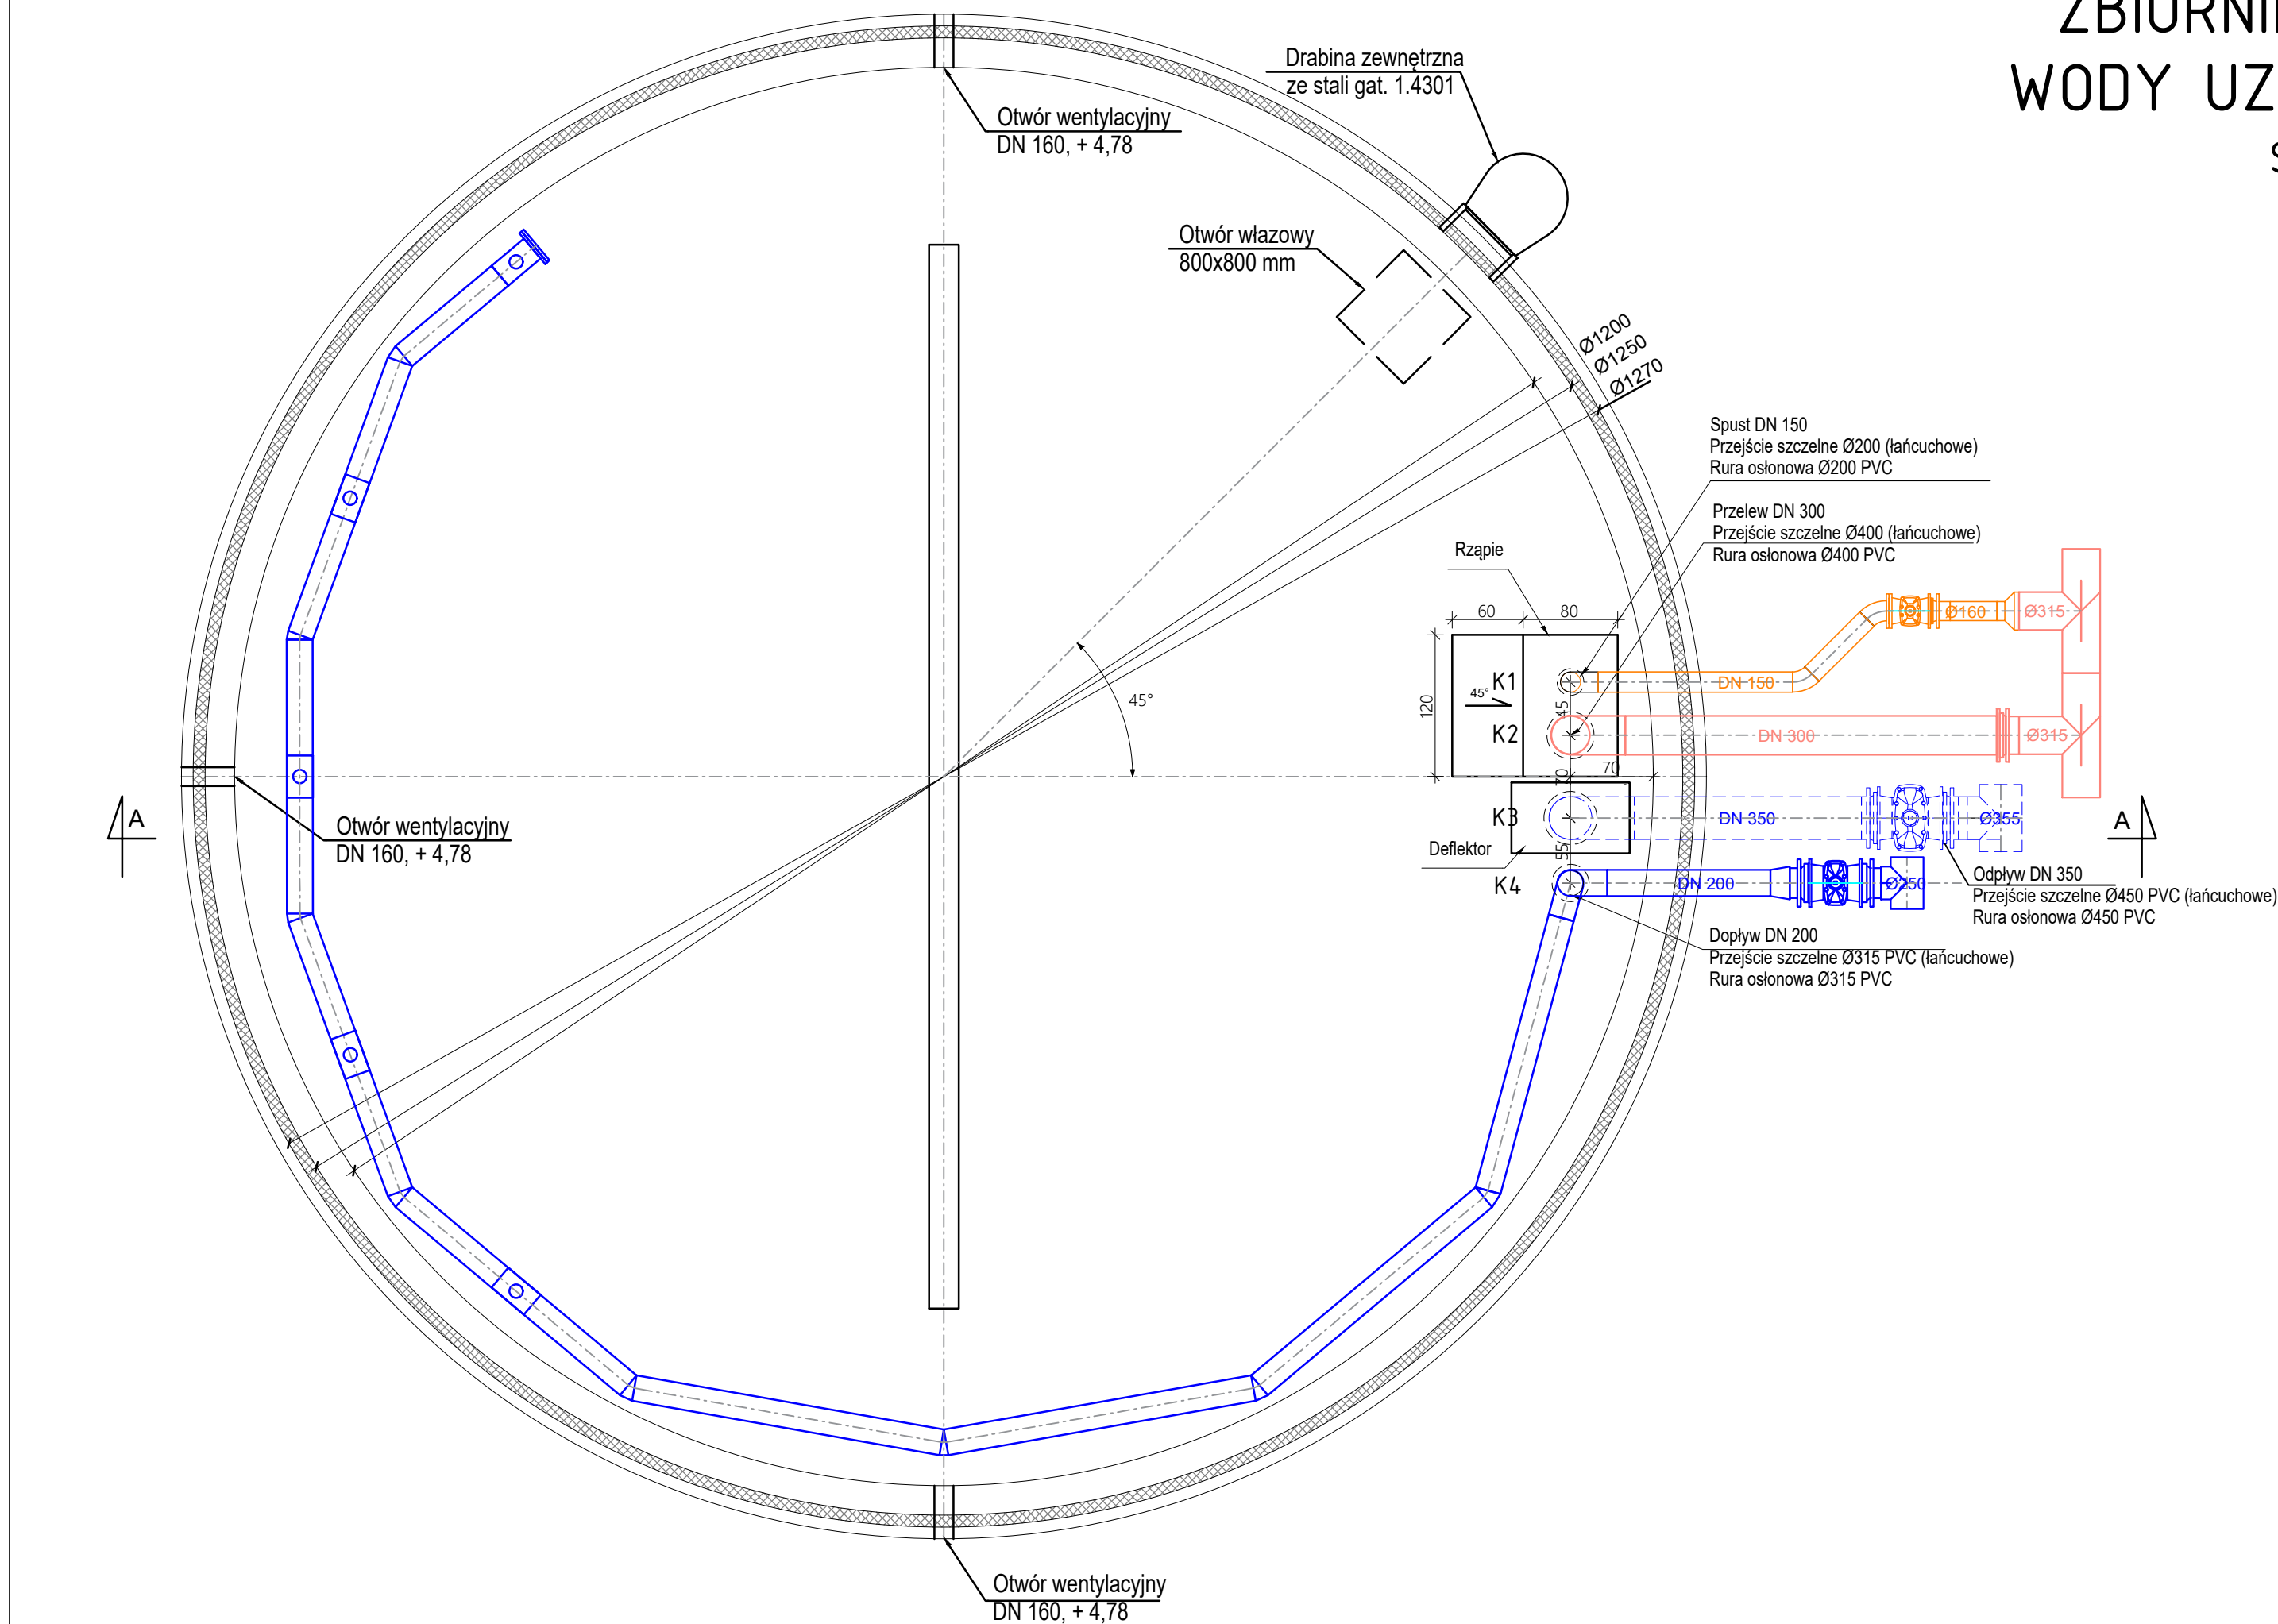 WODY UZ
Drabina zewnętrzna
ze stali gat. 1.4301
Otwór wentylacyjny
DN 160, + 4,78
Otwór włazowy
800x800 mm
Ø1200
Ø1250
Ø1270
Spust DN 150
Przejście szczelne Ø200 (łańcuchowe)
Rura osłonowa Ø200 PVC
Przelew DN 300
Przejście szczelne Ø400 (łańcuchowe)
Rura osłonowa Ø400 PVC
Rząpie
60
80
Ø160
Ø315
120
45°
K1
45°
45
DN 150
K2
DN 300
Ø315
70
70
K3
DN 350
Ø355
A
A
Otwór wentylacyjny
DN 160, + 4,78
Deflektor
55
K4
DN 200
Ø250
Odpływ DN 350
Przejście szczelne Ø450 PVC (łańcuchowe)
Rura osłonowa Ø450 PVC
Dopływ DN 200
Przejście szczelne Ø315 PVC (łańcuchowe)
Rura osłonowa Ø315 PVC
Otwór wentylacyjny
DN 160, + 4,78